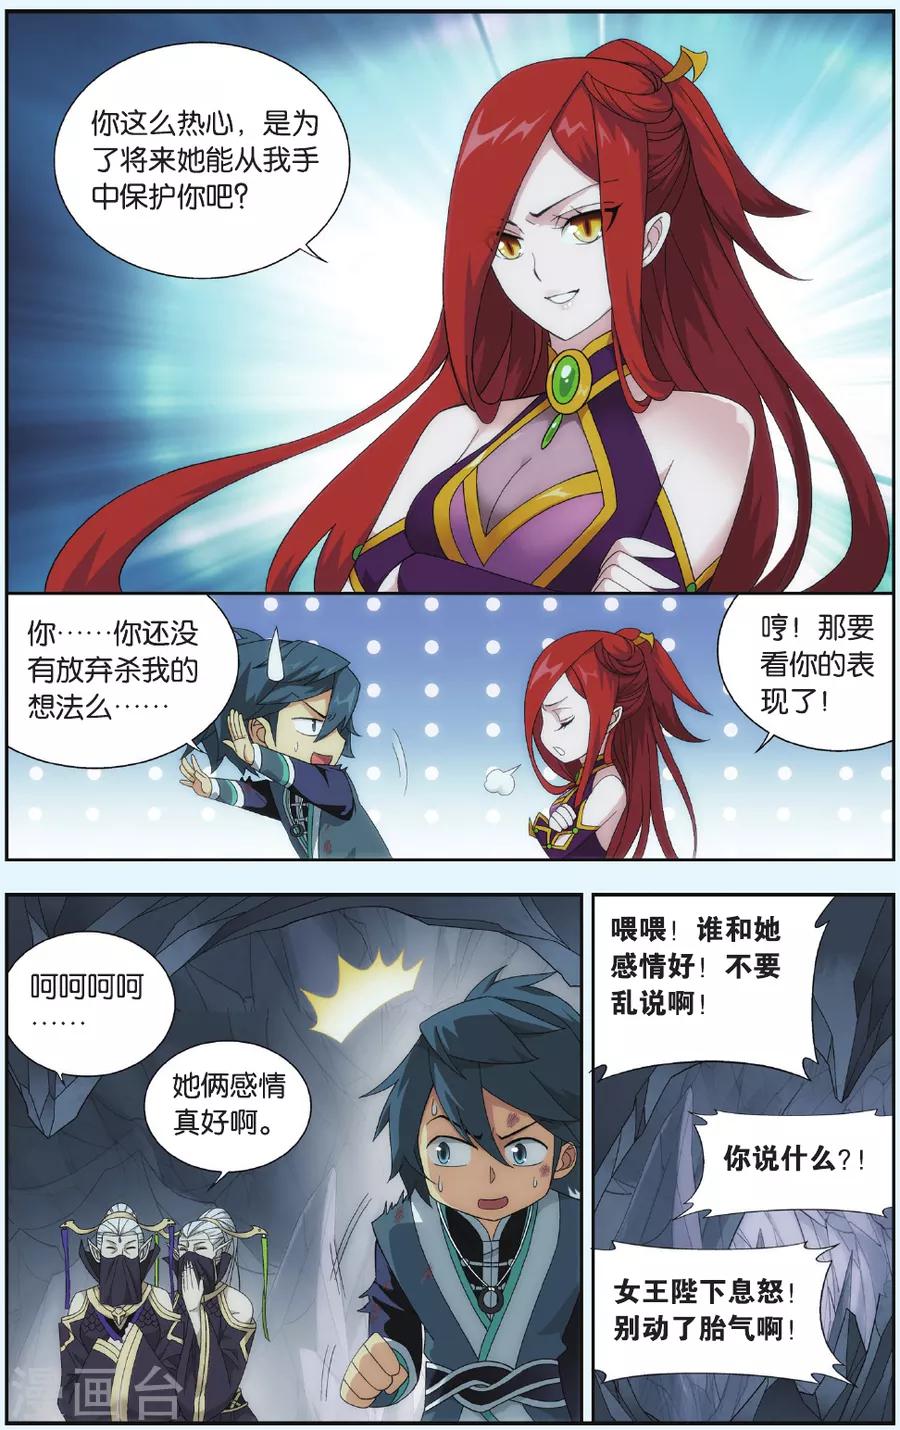 你这么热心，是为
了将来她能从我手
中保护你吧？
你……你还没
有放弃杀我的
想法么……
哼！那要
看你的表
现了！
呵呵呵呵
……
她俩感情
真好啊。
喂喂！谁和她
感情好！不要
乱说啊！
你说什么?！
女王陛下息怒！
别动了胎气啊！
漫画台